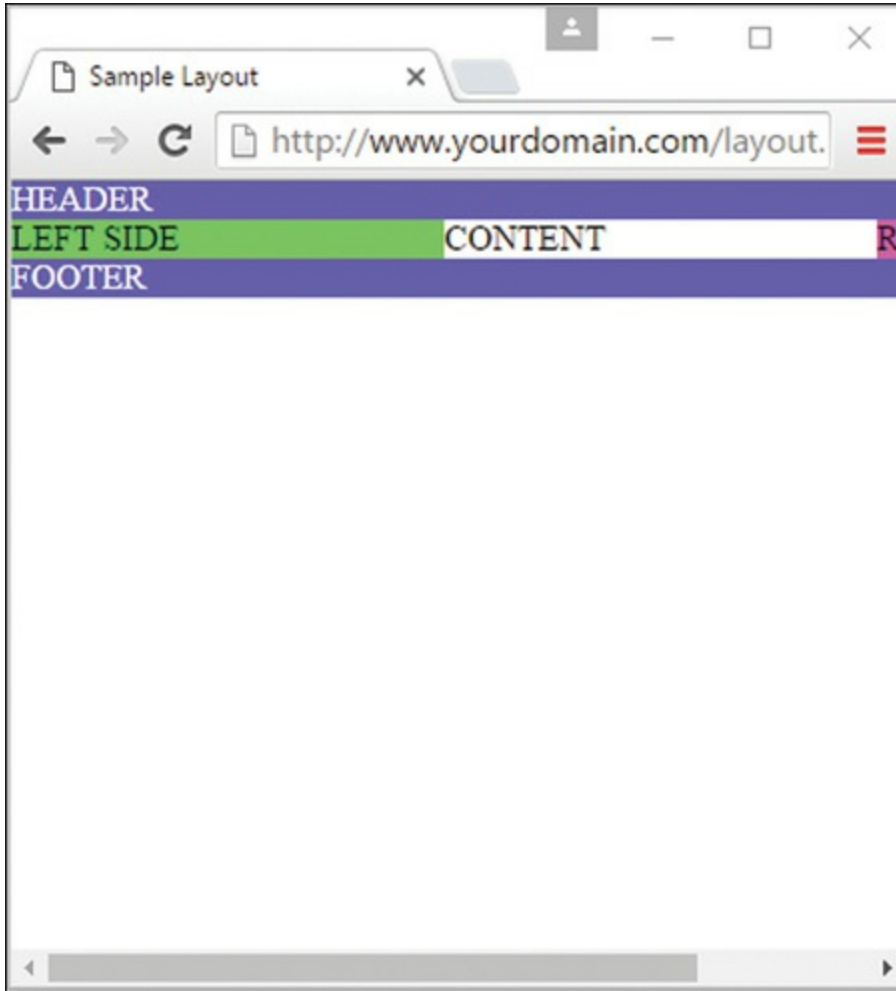 Sample Layout
http://www.yourdomain.com/layout.
HEADER
LEFT SIDE CONTENT R
FOOTER